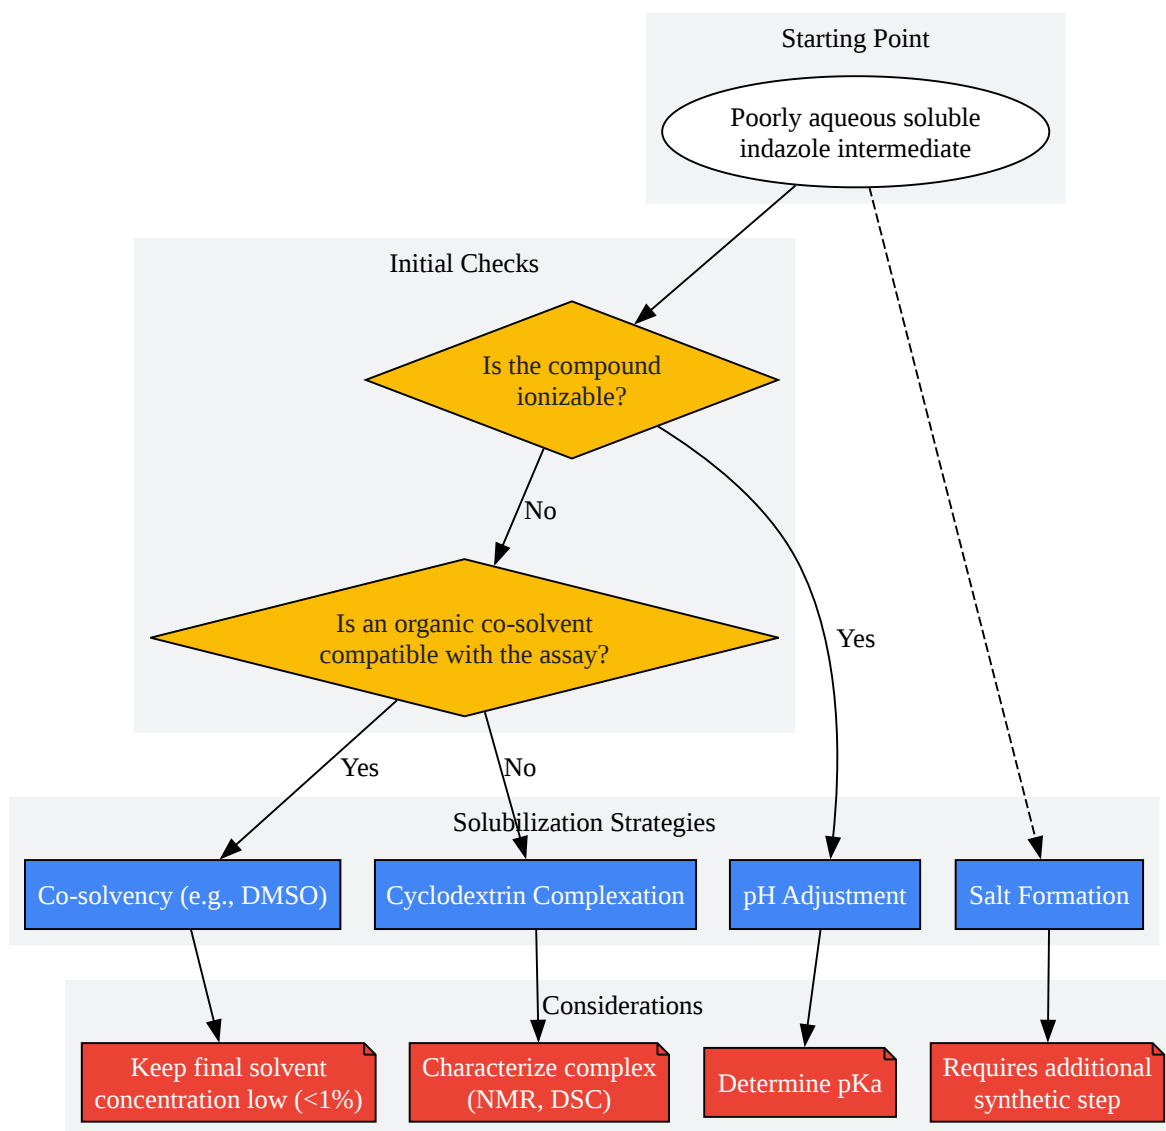 Starting Point
Poorly aqueous soluble
indazole intermediate
Initial Checks
Is the compound
ionizable?
No
Is an organic co-solvent
compatible with the assay?
Yes
Yes
No
Solubilization Strategies
Co-solvency (e.g., DMSO)
Cyclodextrin Complexation
pH Adjustment
Salt Formation
Considerations
Keep final solvent
concentration low (<1%)
Characterize complex
(NMR, DSC)
Determine pKa
Requires additional
synthetic step